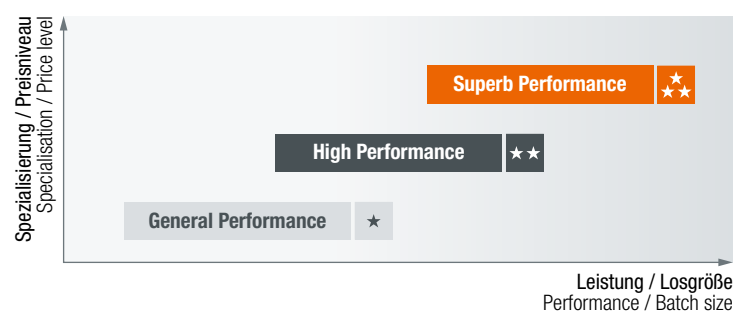 Spezialisierung / Preisniveau
Specialisation / Price level
Superb Performance
High Performance
General Performance
Leistung / Losgröße
Performance / Batch size